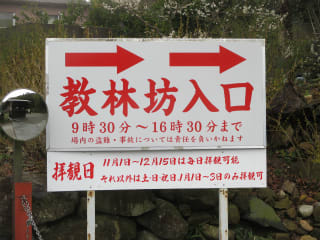 教林坊入口
9時30分～16時30分まで
場内の盗難・事故については責任を負いかねます
拝観日
11月1日～12月15日は毎日拝観可能
それ以外は土・日・祝日 1月1日～3日のみ拝観可